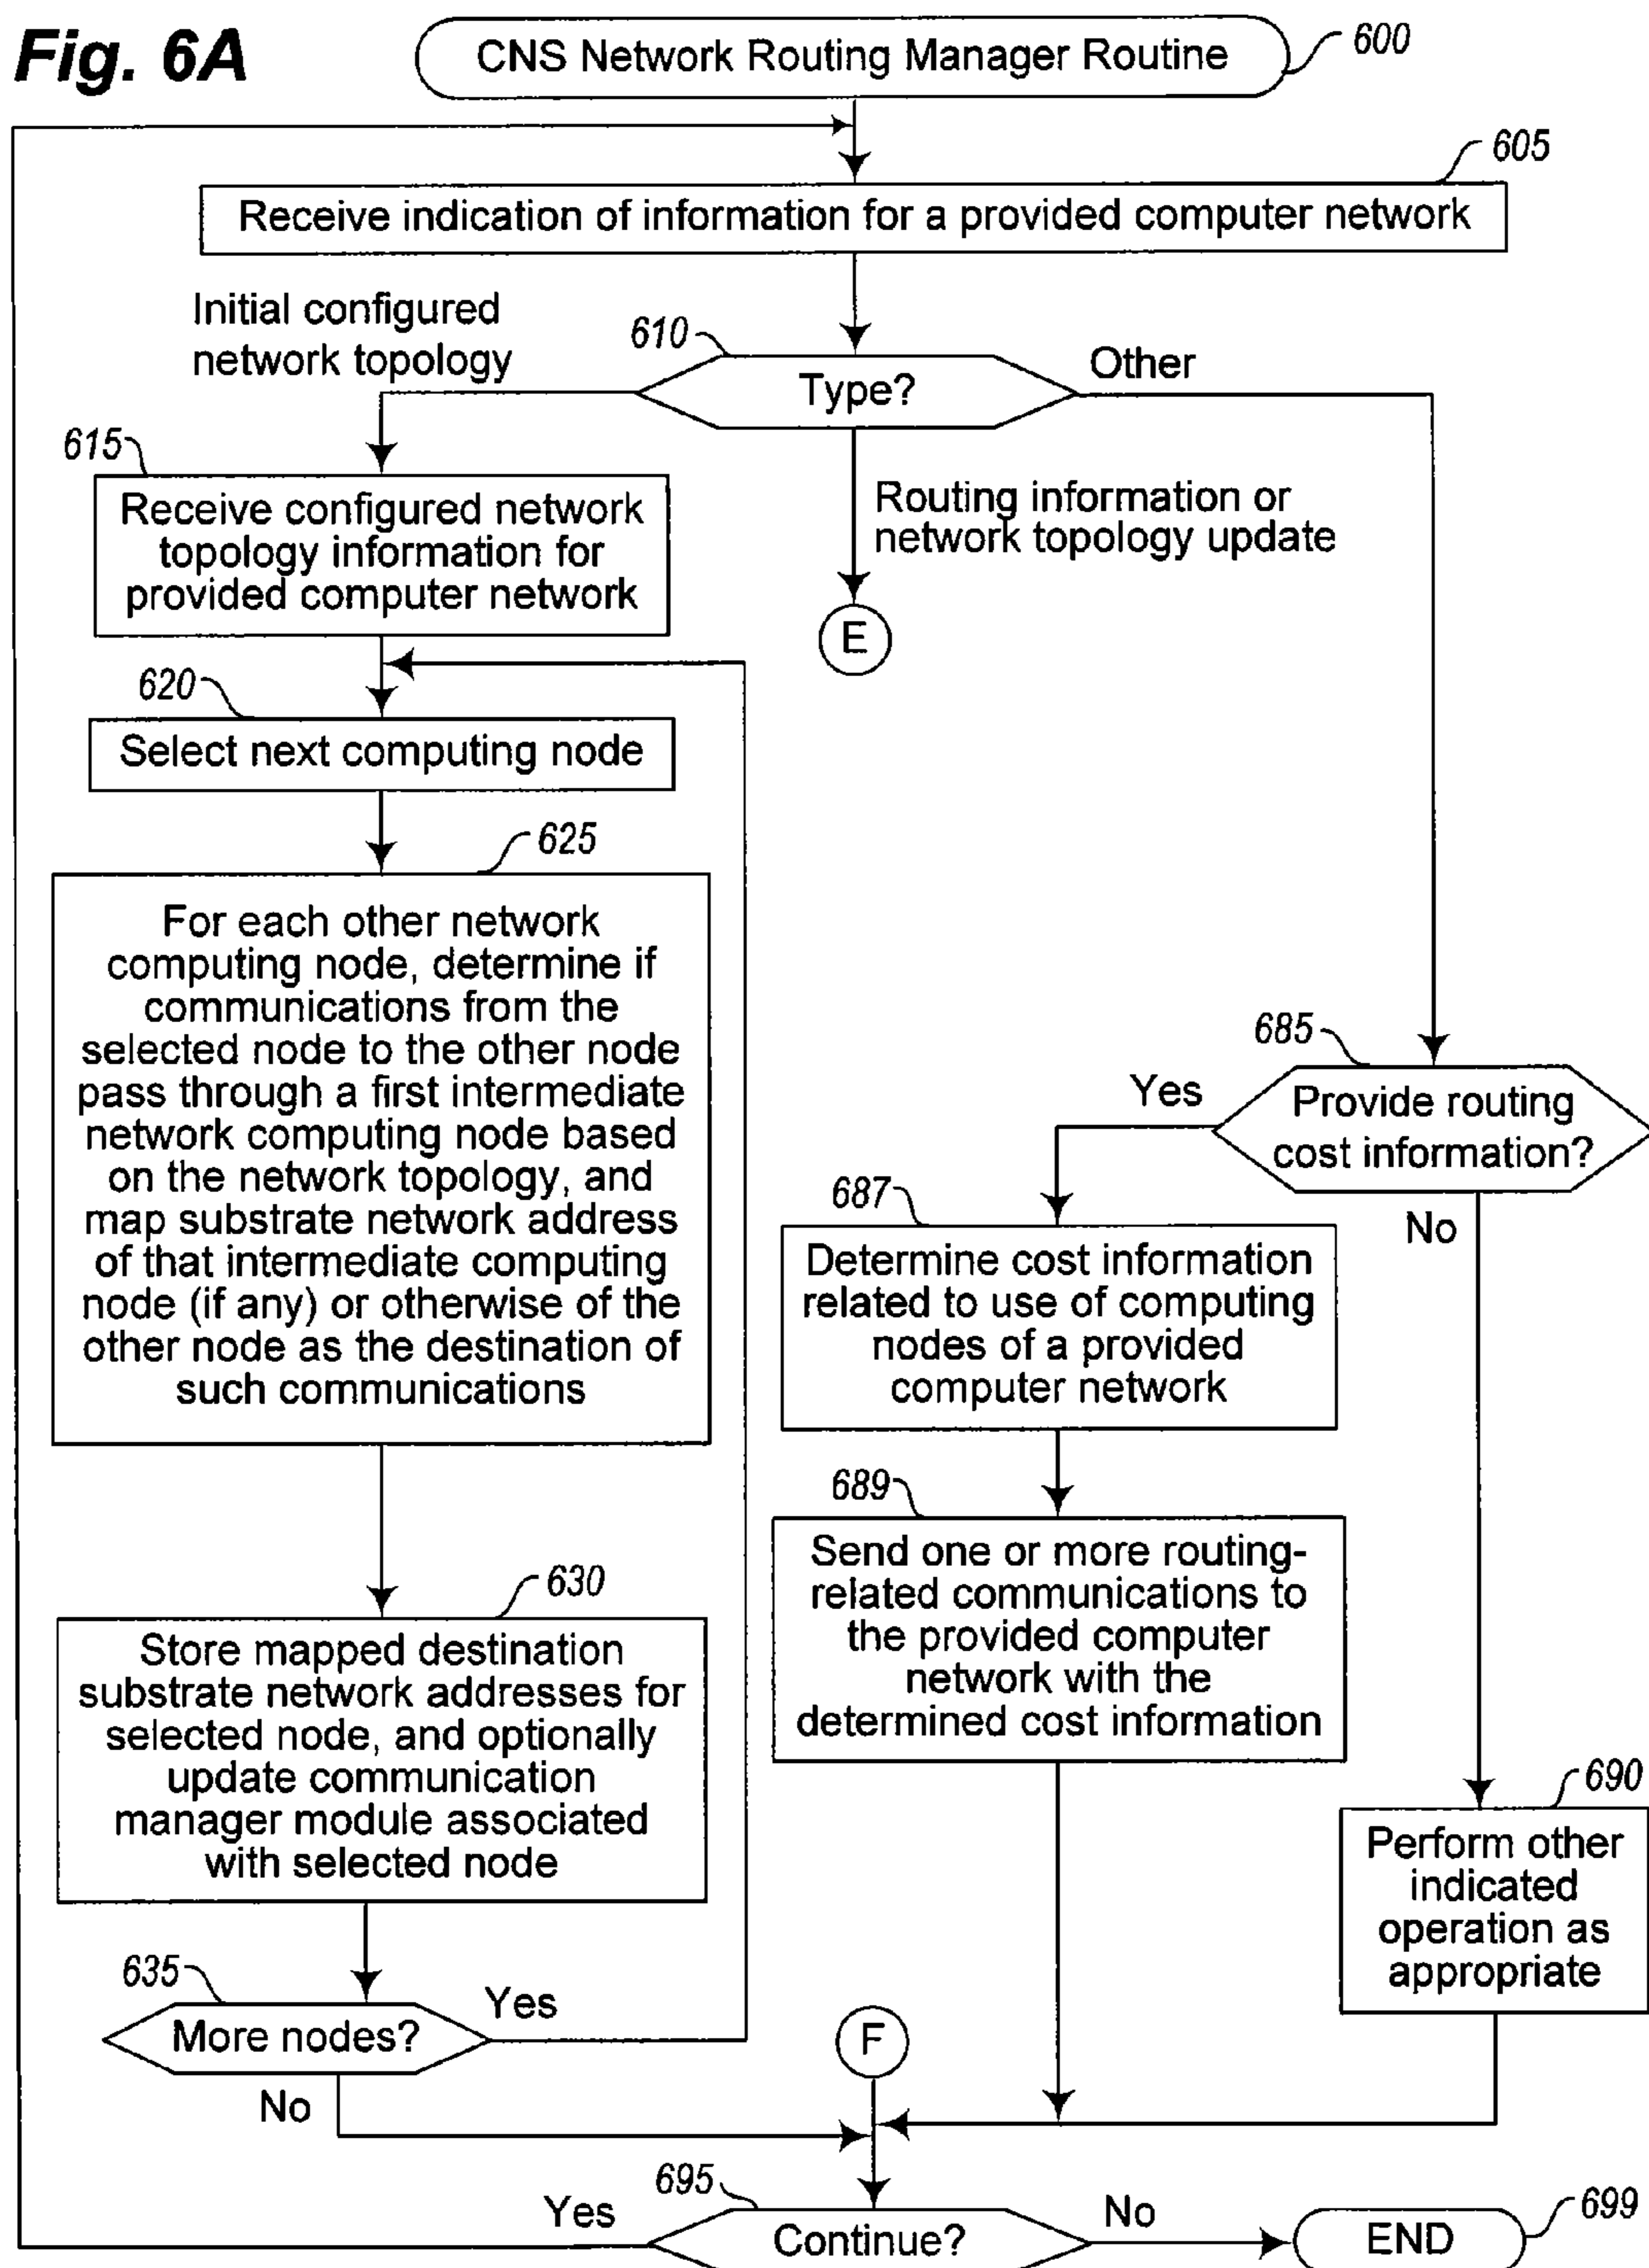 Fig. 6A
CNS Network Routing Manager Routine
600
605
Receive indication of information for a provided computer network
Initial configured
network topology
610
Type?
Other
615
Receive configured network
topology information for
provided computer network
Routing information or
network topology update
E
620
Select next computing node
625
For each other network
computing node, determine if
communications from the
selected node to the other node
pass through a first intermediate
network computing node based
on the network topology, and
map substrate network address
of that intermediate computing
node (if any) or otherwise of the
other node as the destination of
such communications
685
Provide routing
cost information?
Yes
No
687
Determine cost information
related to use of computing
nodes of a provided
computer network
689
Send one or more routing-
related communications to
the provided computer
network with the
determined cost information
630
Store mapped destination
substrate network addresses for
selected node, and optionally
update communication
manager module associated
with selected node
690
Perform other
indicated
operation as
appropriate
635
More nodes?
Yes
No
F
695
Continue?
Yes
No
END
699